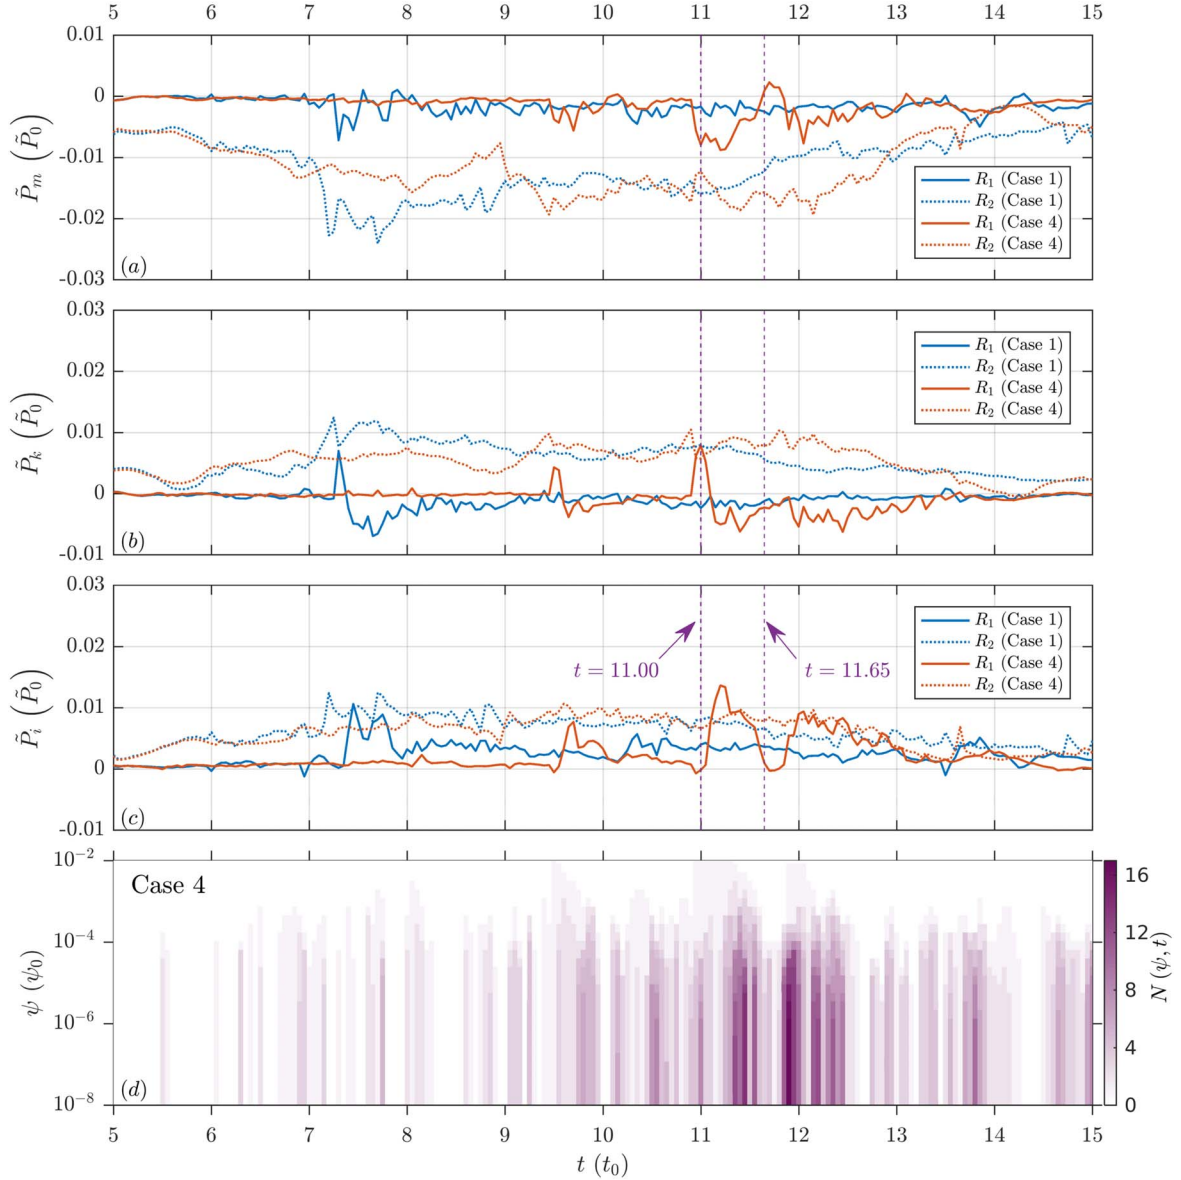 5 6 7 8 9 10 11 12 13 14 15
0.01
0
-0.01
-0.02
-0.03
P̃ₘ (P̃₀)
R₁ (Case 1)
R₂ (Case 1)
R₁ (Case 4)
R₂ (Case 4)
(a)
0.03
0.02
0.01
0
-0.01
P̃ₖ (P̃₀)
R₁ (Case 1)
R₂ (Case 1)
R₁ (Case 4)
R₂ (Case 4)
(b)
0.03
0.02
0.01
0
-0.01
P̃ᵢ (P̃₀)
R₁ (Case 1)
R₂ (Case 1)
R₁ (Case 4)
R₂ (Case 4)
t = 11.00 t = 11.65
(c)
10⁻²
10⁻⁴
10⁻⁶
10⁻⁸
ψ (ψ₀)
Case 4
(d)
16
12
8
4
0
N (ψ, t)
5 6 7 8 9 10 11 12 13 14 15
t (t₀)